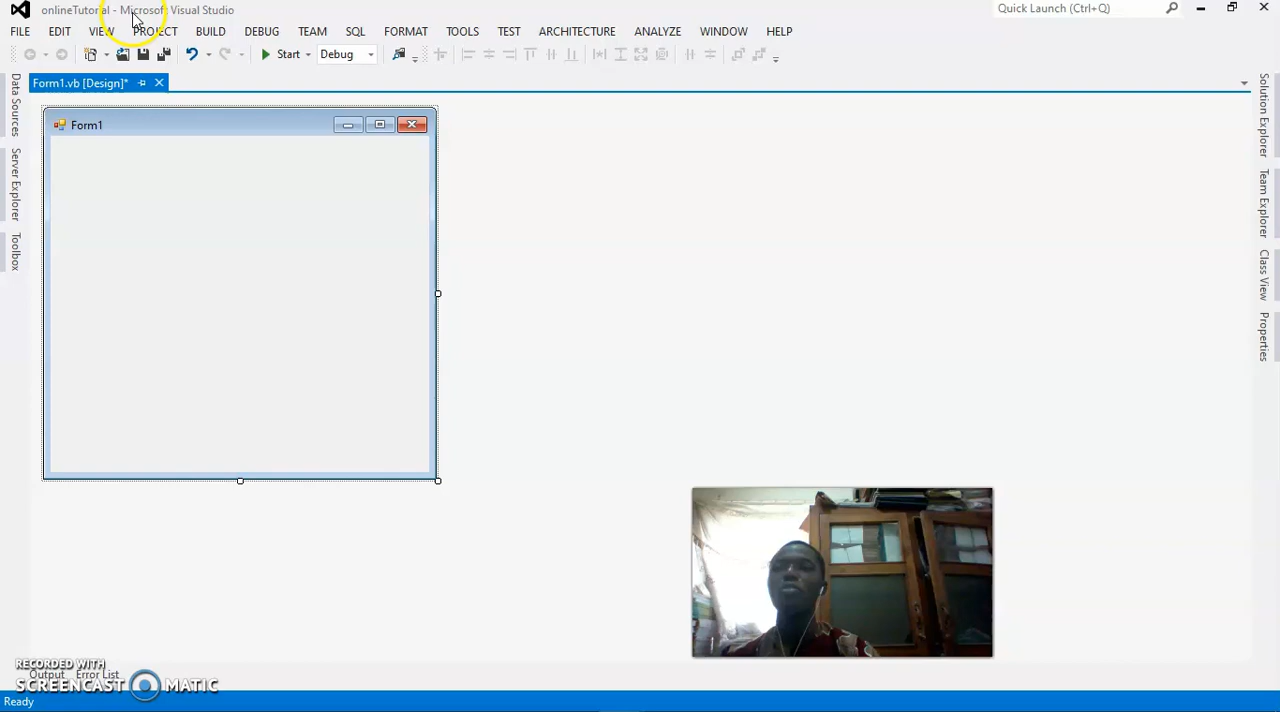 onlineTutorial - Microsoft Visual Studio
Quick Launch (Ctrl+Q)
FILE EDIT VIEW PROJECT BUILD DEBUG TEAM SQL FORMAT TOOLS TEST ARCHITECTURE ANALYZE WINDOW HELP
Start Debug
Form1.vb [Design]*
Form1
Data Sources
Server Explorer
Toolbox
Solution Explorer
Team Explorer
Class View
Properties
RECORDED WITH
Output Error List
SCREENCAST MATIC
Ready